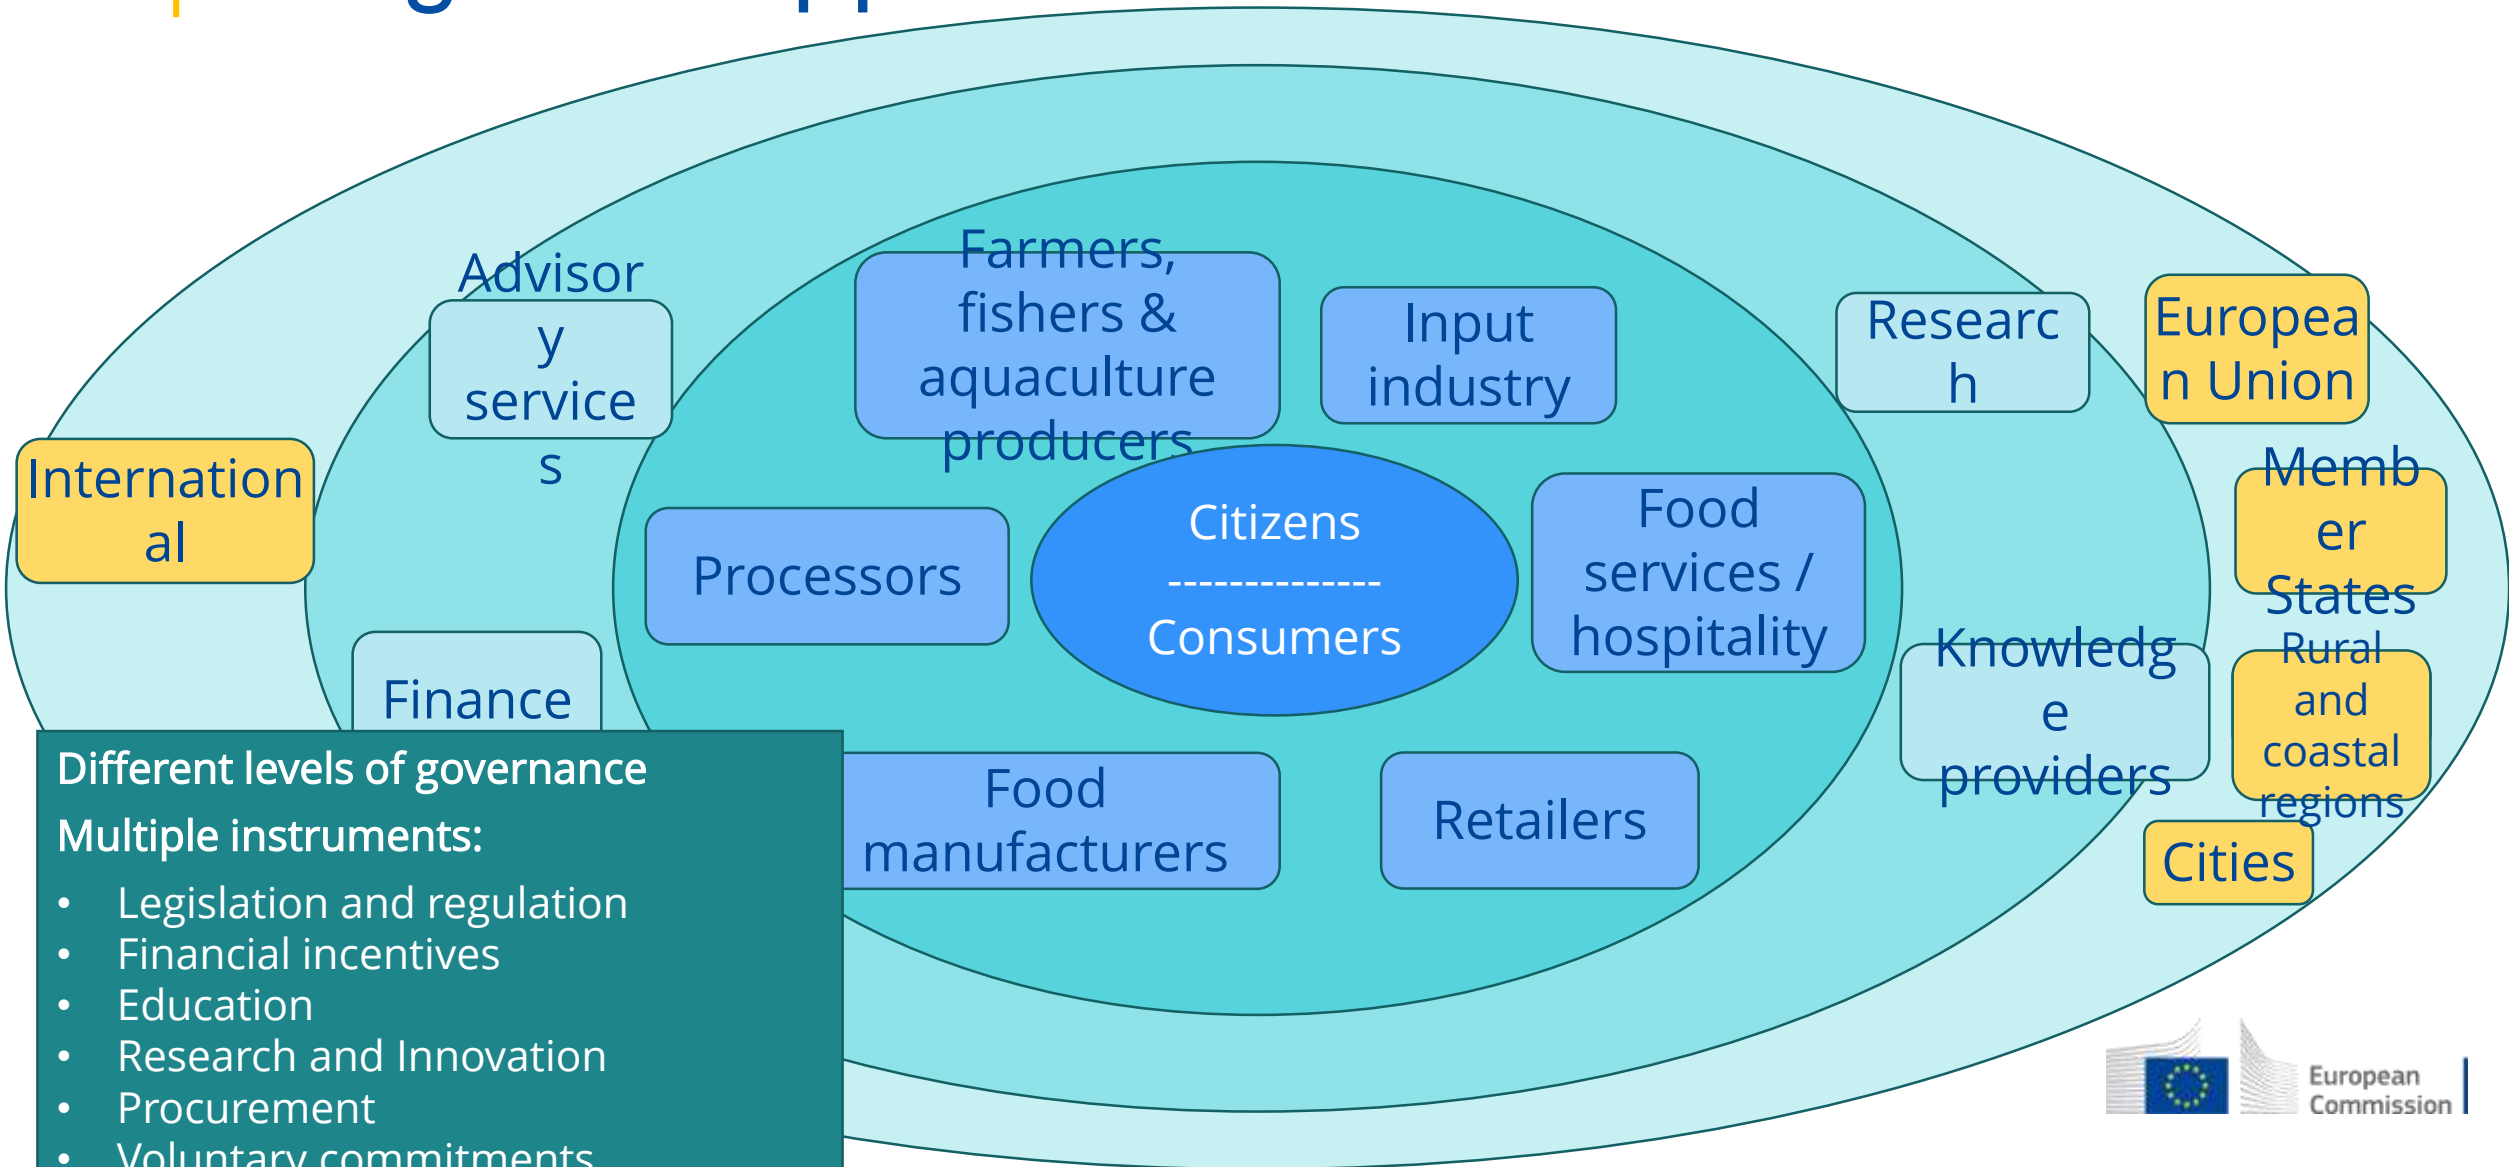 Farmers,
fishers &
aquaculture
producers
Input
industry
Advisor
y
service
s
Researc
h
Europea
n Union
Internation
al
Memb
er
States
Citizens
--------------
Consumers
Processors
Food
services /
hospitality
Finance
Knowledg
e
providers
Rural
and
coastal
regions
Cities
Food
manufacturers
Retailers
Different levels of governance
Multiple instruments:
• Legislation and regulation
• Financial incentives
• Education
• Research and Innovation
• Procurement
• Voluntary commitments
European
Commission